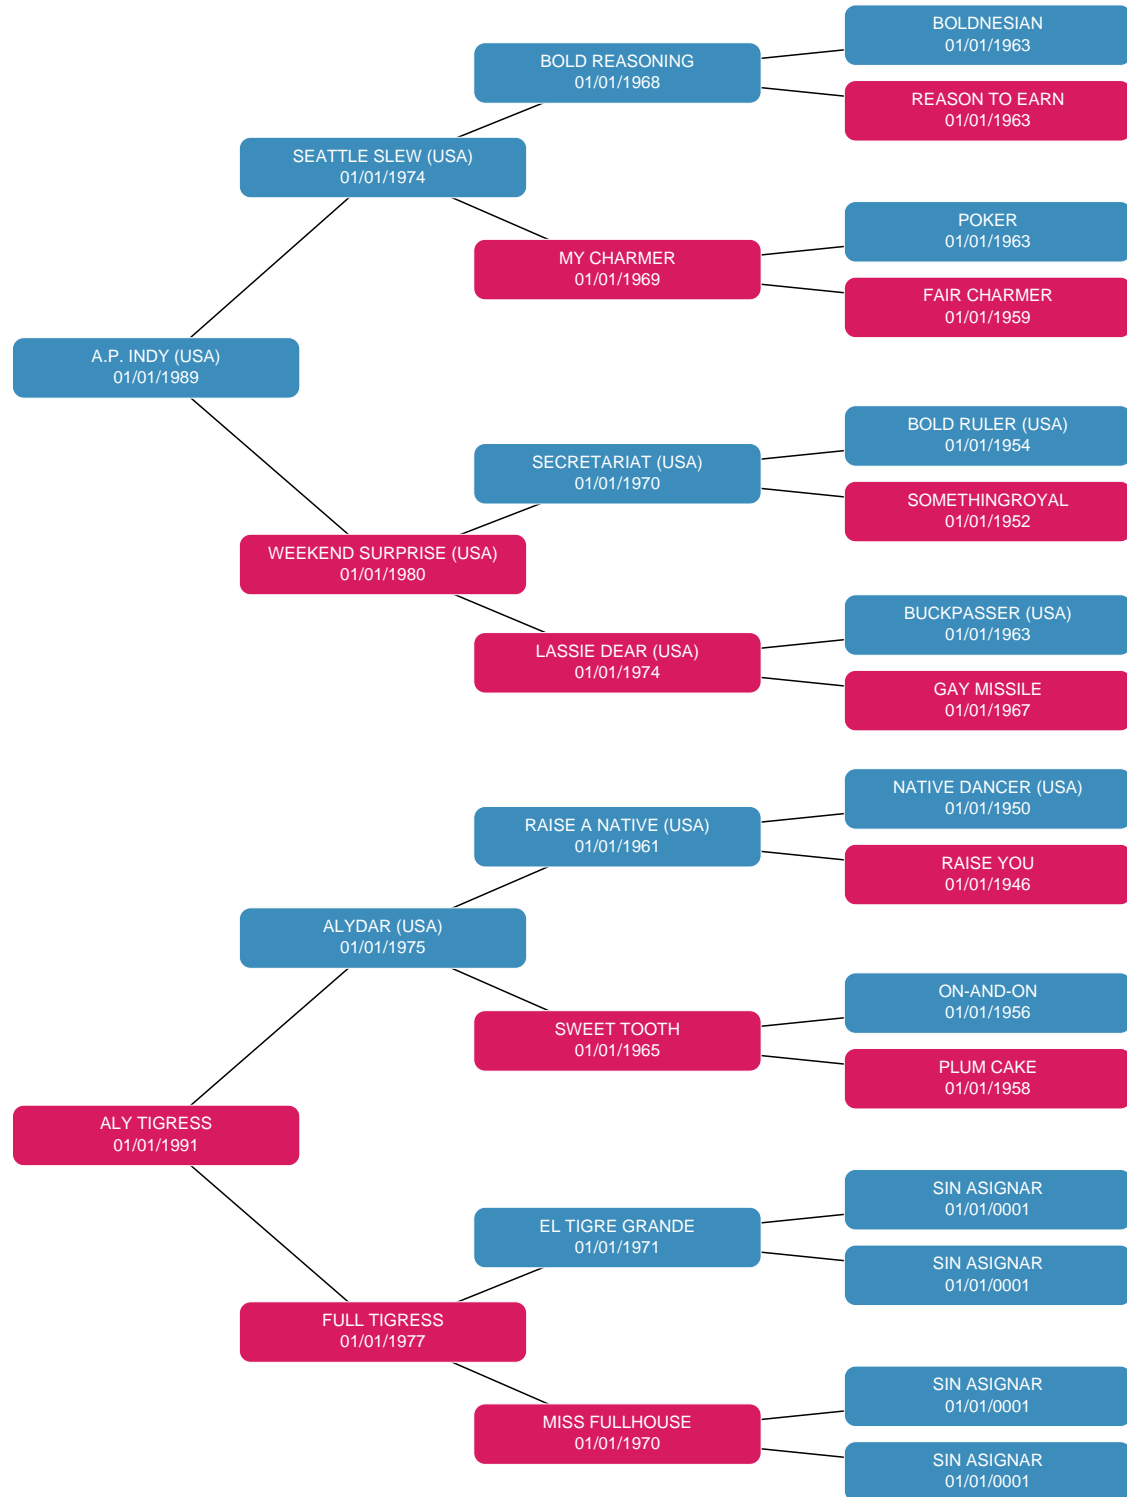 BOLDNESIAN
01/01/1963
BOLD REASONING
01/01/1968
REASON TO EARN
01/01/1963
SEATTLE SLEW (USA)
01/01/1974
POKER
01/01/1963
MY CHARMER
01/01/1969
FAIR CHARMER
01/01/1959
A.P. INDY (USA)
01/01/1989
BOLD RULER (USA)
01/01/1954
SECRETARIAT (USA)
01/01/1970
SOMETHINGROYAL
01/01/1952
WEEKEND SURPRISE (USA)
01/01/1980
BUCKPASSER (USA)
01/01/1963
LASSIE DEAR (USA)
01/01/1974
GAY MISSILE
01/01/1967
NATIVE DANCER (USA)
01/01/1950
RAISE A NATIVE (USA)
01/01/1961
RAISE YOU
01/01/1946
ALYDAR (USA)
01/01/1975
ON-AND-ON
01/01/1956
SWEET TOOTH
01/01/1965
PLUM CAKE
01/01/1958
ALY TIGRESS
01/01/1991
SIN ASIGNAR
01/01/0001
EL TIGRE GRANDE
01/01/1971
SIN ASIGNAR
01/01/0001
FULL TIGRESS
01/01/1977
SIN ASIGNAR
01/01/0001
MISS FULLHOUSE
01/01/1970
SIN ASIGNAR
01/01/0001